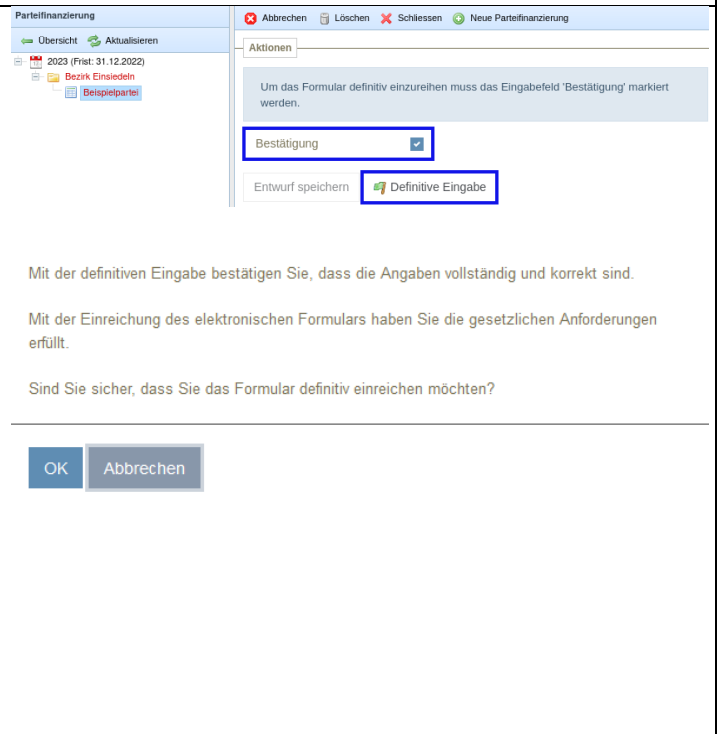 Parteifinanzierung
Übersicht Aktualisieren
2023 (Frist: 31.12.2022)
Bezirk Einsiedeln
Beispielpartei
Abbrechen Löschen Schliessen Neue Parteifinanzierung
Aktionen
Um das Formular definitiv einzureihen muss das Eingabefeld 'Bestätigung' markiert
werden.
Bestätigung
Entwurf speichern Definitive Eingabe
Mit der definitiven Eingabe bestätigen Sie, dass die Angaben vollständig und korrekt sind.
Mit der Einreichung des elektronischen Formulars haben Sie die gesetzlichen Anforderungen
erfüllt.
Sind Sie sicher, dass Sie das Formular definitiv einreichen möchten?
OK Abbrechen